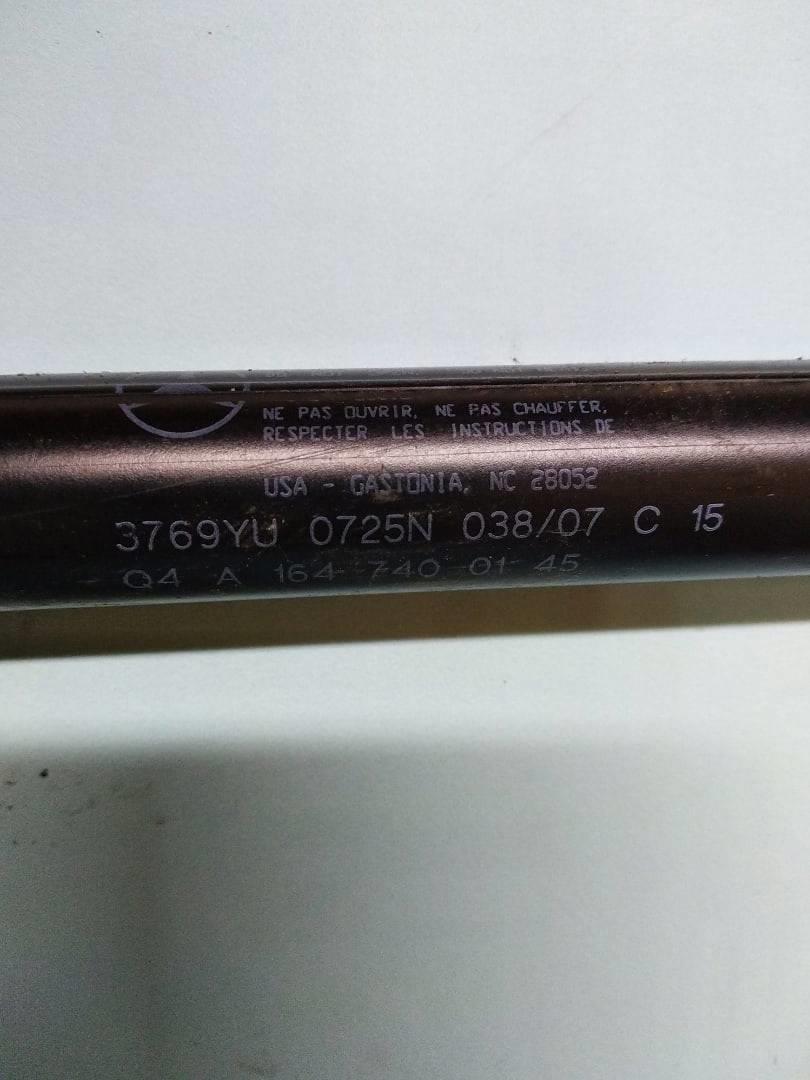 NE PAS OUVRIR, NE PAS CHAUFFER,
RESPECTER LES INSTRUCTIONS DE
USA - GASTONIA, NC 28052
3769YU 0725N 038/07 C 15
Q4 A 164 740 01 45